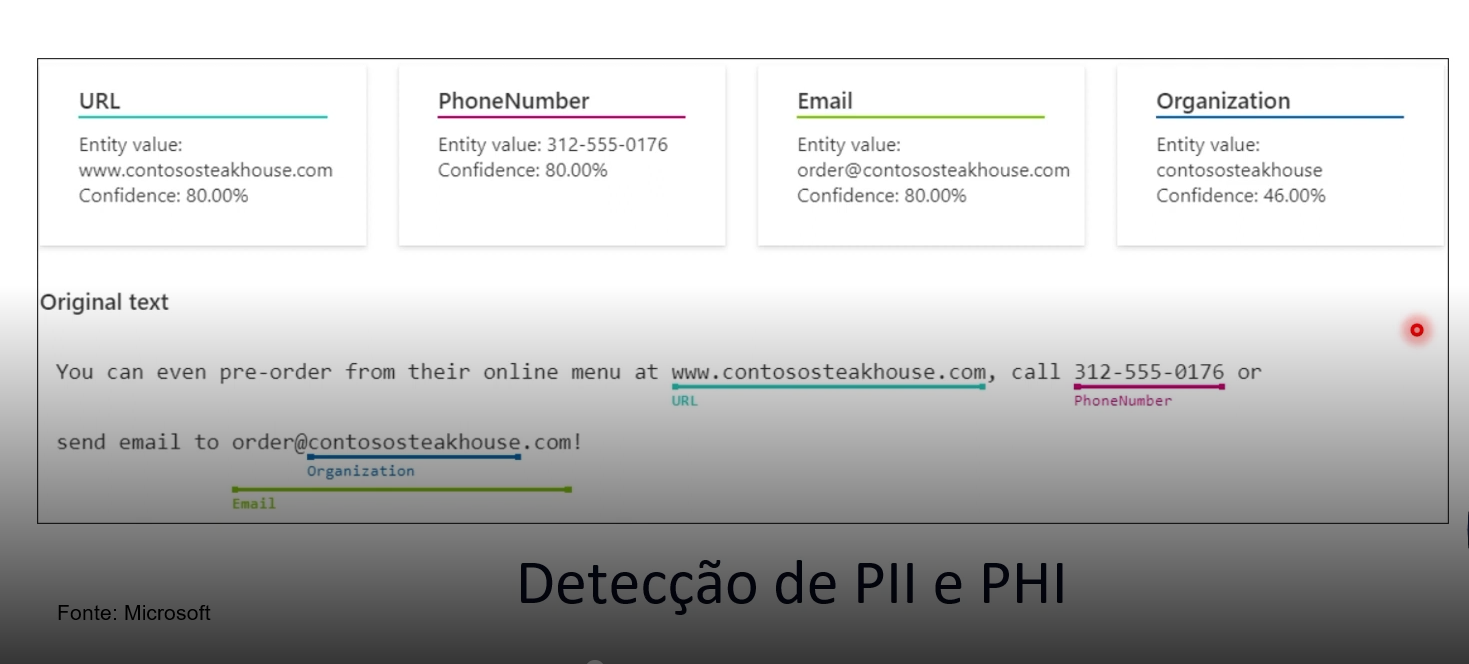 URL
Entity value:
www.contososteakhouse.com
Confidence: 80.00%
PhoneNumber
Entity value: 312-555-0176
Confidence: 80.00%
Email
Entity value:
order@contososteakhouse.com
Confidence: 80.00%
Organization
Entity value:
contososteakhouse
Confidence: 46.00%
Original text
You can even pre-order from their online menu at www.contososteakhouse.com, call 312-555-0176 or
URL PhoneNumber
send email to order@contososteakhouse.com!
Organization
Email
Detecção de PII e PHI
Fonte: Microsoft